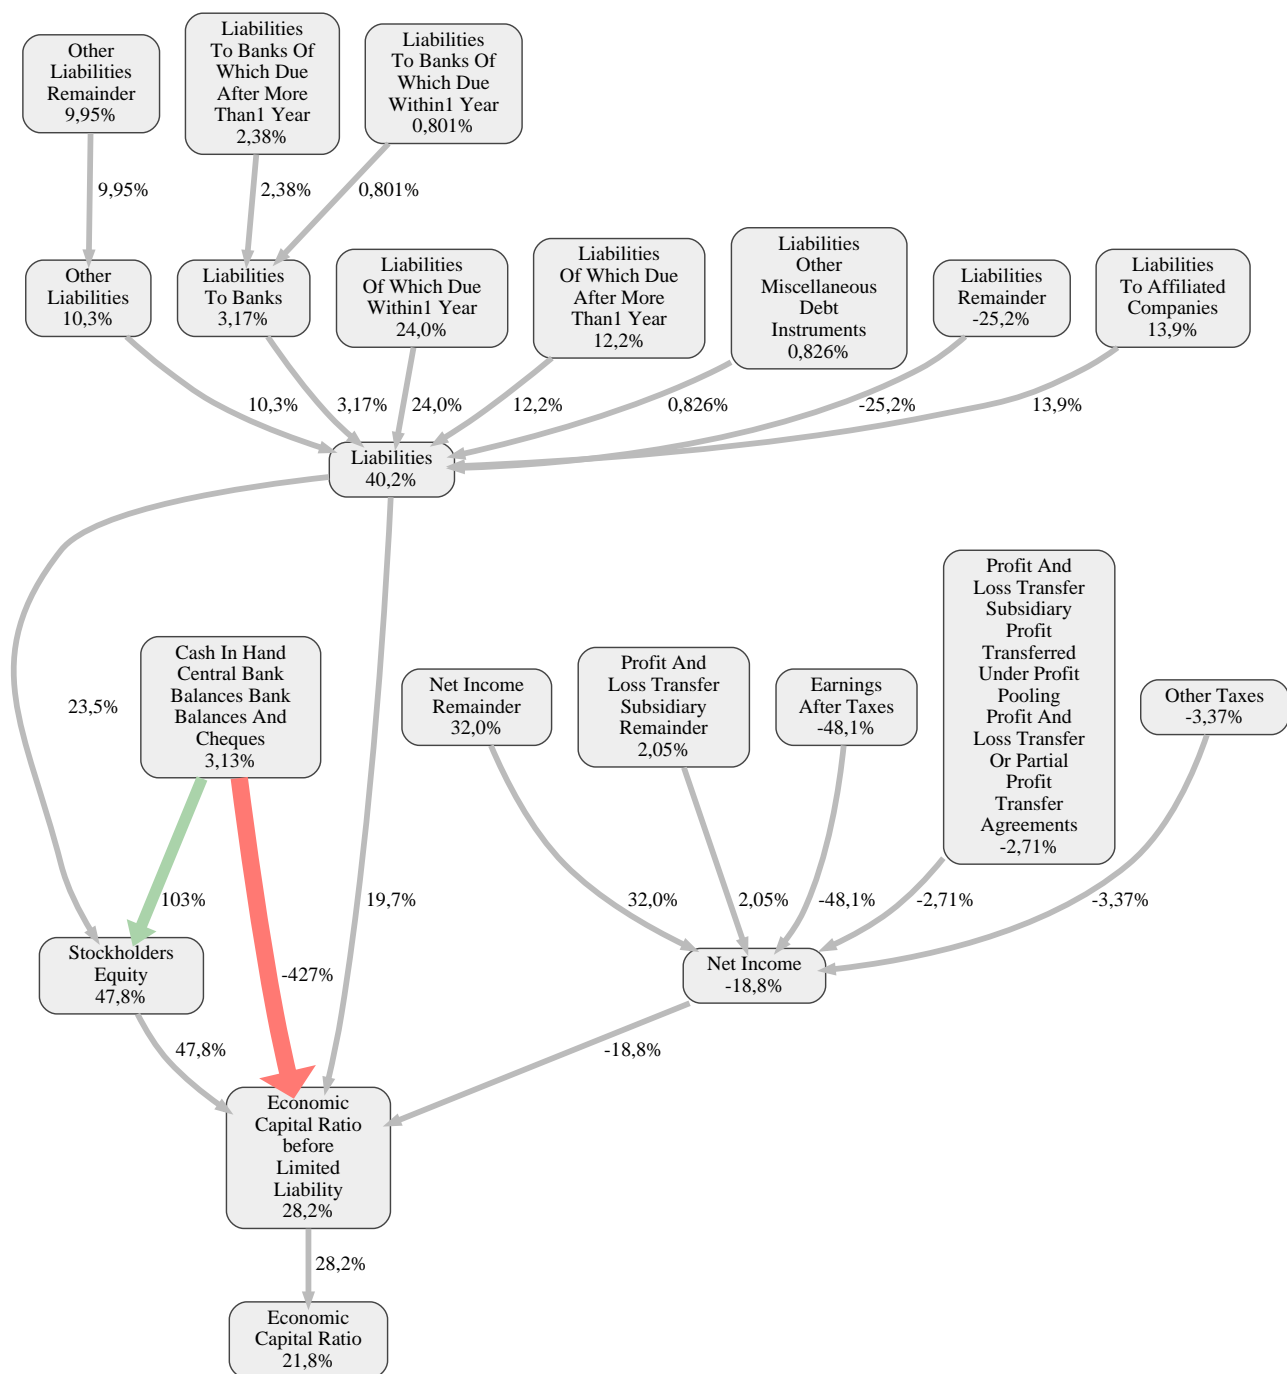 Other
Liabilities
Remainder
9,95%
Liabilities
To Banks Of
Which Due
After More
Than1 Year
2,38%
Liabilities
To Banks Of
Which Due
Within1 Year
0,801%
9,95%
2,38%
0,801%
Other
Liabilities
10,3%
Liabilities
To Banks
3,17%
Liabilities
Of Which Due
Within1 Year
24,0%
Liabilities
Of Which Due
After More
Than1 Year
12,2%
Liabilities
Other
Miscellaneous
Debt
Instruments
0,826%
Liabilities
Remainder
-25,2%
Liabilities
To Affiliated
Companies
13,9%
10,3%
3,17%
24,0%
12,2%
0,826%
-25,2%
13,9%
Liabilities
40,2%
Cash In Hand
Central Bank
Balances Bank
Balances And
Cheques
3,13%
23,5%
Net Income
Remainder
32,0%
Profit And
Loss Transfer
Subsidiary
Remainder
2,05%
Earnings
After Taxes
-48,1%
Profit And
Loss Transfer
Subsidiary
Profit
Transferred
Under Profit
Pooling
Profit And
Loss Transfer
Or Partial
Profit
Transfer
Agreements
-2,71%
Other Taxes
-3,37%
103%
19,7%
32,0%
2,05%
-48,1%
-2,71%
-3,37%
Stockholders
Equity
47,8%
-427%
Net Income
-18,8%
47,8%
-18,8%
Economic
Capital Ratio
before
Limited
Liability
28,2%
28,2%
Economic
Capital Ratio
21,8%